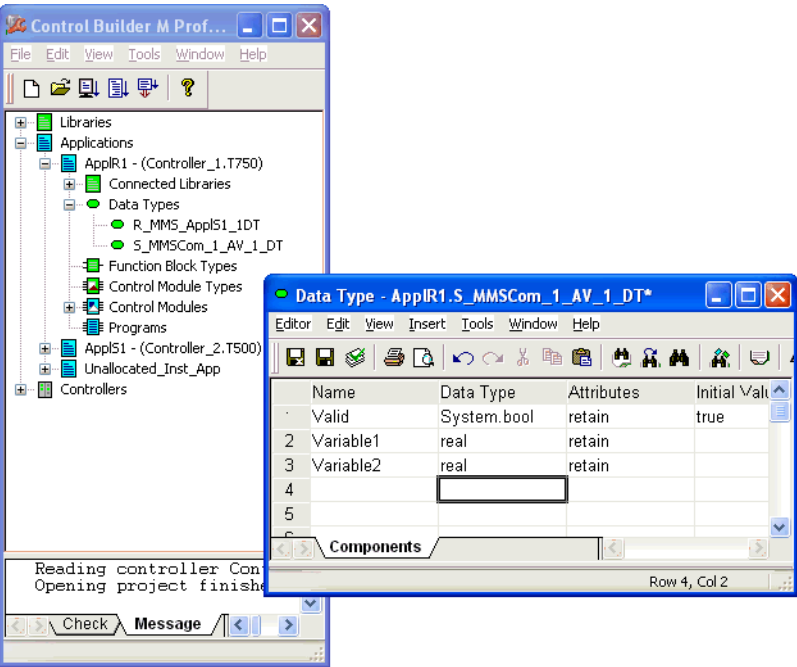 Control Builder M Prof...
File Edit View Tools Window Help
Libraries
Applications
ApplR1 - (Controller_1.T750)
Connected Libraries
Data Types
R_MMS_ApplS1_1DT
S_MMSCom_1_AV_1_DT
Function Block Types
Control Module Types
Control Modules
Programs
ApplS1 - (Controller_2.T500)
Unallocated_Inst_App
Controllers
Reading controller Con
Opening project finishe
Check Message
Data Type - ApplR1.S_MMSCom_1_AV_1_DT*
Editor Edit View Insert Tools Window Help
Name Data Type Attributes Initial Valu
Valid System.bool retain true
2 Variable1 real retain
3 Variable2 real retain
4
5
Components
Row 4, Col 2